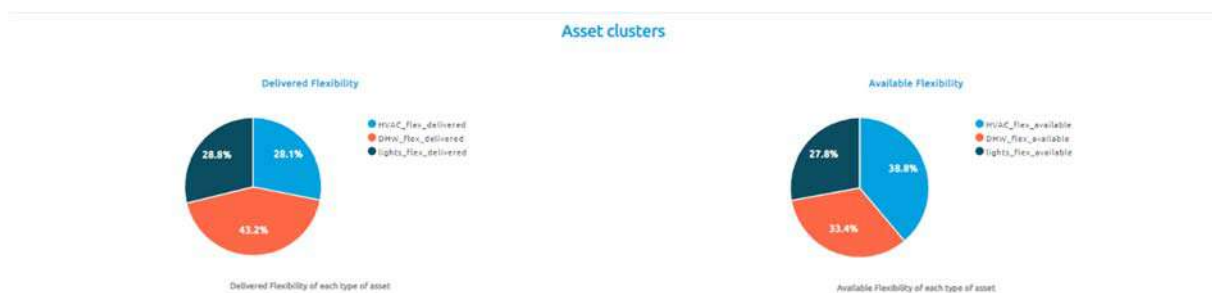 Asset clusters
Delivered Flexibility
HVAC_flex_delivered
DHW_flex_delivered
lights_flex_delivered
28.8%
28.1%
43.2%
Delivered Flexibility of each type of asset
Available Flexibility
HVAC_flex_available
DHW_flex_available
lights_flex_available
27.8%
38.8%
33.4%
Available Flexibility of each type of asset